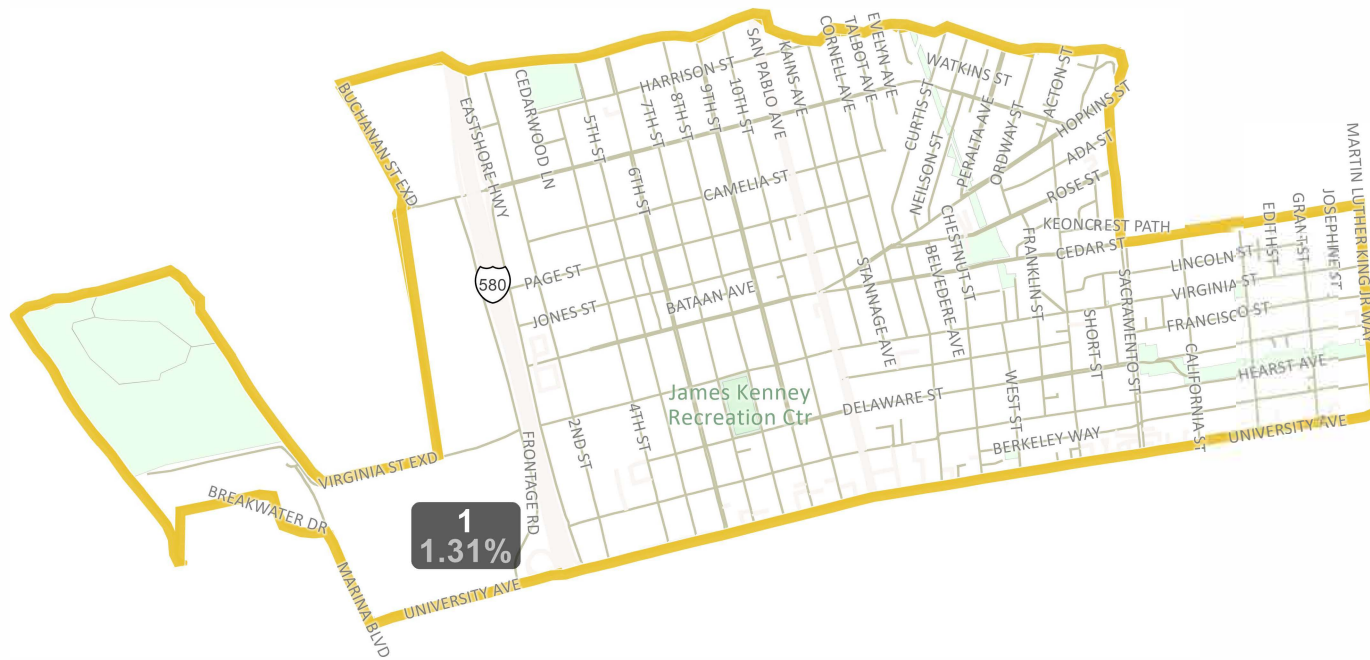 BUCHANAN ST EXD
EASTSHORE HWY
CEDARWOOD LN
HARRISON ST
5TH ST
6TH ST
7TH ST
8TH ST
9TH ST
10TH ST
SAN PABLO AVE
KAINS AVE
CORNELL AVE
TALBOT AVE
EVELYN AVE
WATKINS ST
CURTIS ST
NEILSON ST
PERALTA AVE
ORDWAY ST
ACTON ST
HOPKINS ST
ADA ST
ROSE ST
KEONCREST PATH
CEDAR ST
CAMELIA ST
PAGE ST
JONES ST
BATAAN AVE
580
STANNAGE AVE
BELVEDERE AVE
CHESTNUT ST
FRANKLIN ST
SHORT ST
SACRAMENTO ST
CALIFORNIA ST
LINCOLN ST
VIRGINIA ST
FRANCISCO ST
HEARST AVE
EDITH ST
GRANT ST
JOSEPHINE ST
MARTIN LUTHER KING JR WAY
James Kenney
Recreation Ctr
DELAWARE ST
WEST ST
BERKELEY WAY
UNIVERSITY AVE
2ND ST
4TH ST
FRONTAGE RD
VIRGINIA ST EXD
BREAKWATER DR
MARINA BLVD
UNIVERSITY AVE
1
1.31%